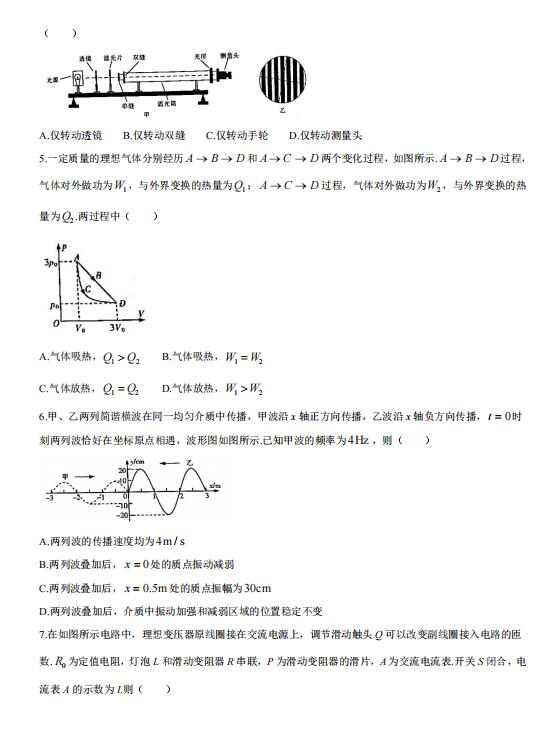 （ ）
透镜 滤光片 双缝 光屏 测量头
光源 单缝 遮光筒
甲 乙
A.仅转动透镜 B.仅转动双缝 C.仅转动手轮 D.仅转动测量头
5.一定质量的理想气体分别经历 A → B → D 和 A → C → D 两个变化过程，如图所示. A → B → D 过程，
气体对外做功为W₁，与外界变换的热量为Q₁； A → C → D 过程，气体对外做功为W₂，与外界变换的热
量为Q₂.两过程中（ ）
p
3p₀ A
B
C
p₀ D
O V₀ 3V₀ V
A.气体吸热，Q₁ > Q₂ B.气体吸热，W₁ = W₂
C.气体放热，Q₁ = Q₂ D.气体放热，W₁ > W₂
6.甲、乙两列简谐横波在同一均匀介质中传播，甲波沿 x 轴正方向传播，乙波沿 x 轴负方向传播，t = 0时
刻两列波恰好在坐标原点相遇，波形图如图所示.已知甲波的频率为4Hz，则（ ）
y/cm
甲 乙
20
10
-3 -2 -1 0 1 2 3 x/m
-10
-20
A.两列波的传播速度均为4m / s
B.两列波叠加后，x = 0处的质点振动减弱
C.两列波叠加后，x = 0.5m处的质点振幅为30cm
D.两列波叠加后，介质中振动加强和减弱区域的位置稳定不变
7.在如图所示电路中，理想变压器原线圈接在交流电源上，调节滑动触头 Q 可以改变副线圈接入电路的匝
数. R₀ 为定值电阻，灯泡 L 和滑动变阻器 R 串联，P 为滑动变阻器的滑片，A 为交流电流表.开关 S 闭合，电
流表 A 的示数为 I.则（ ）